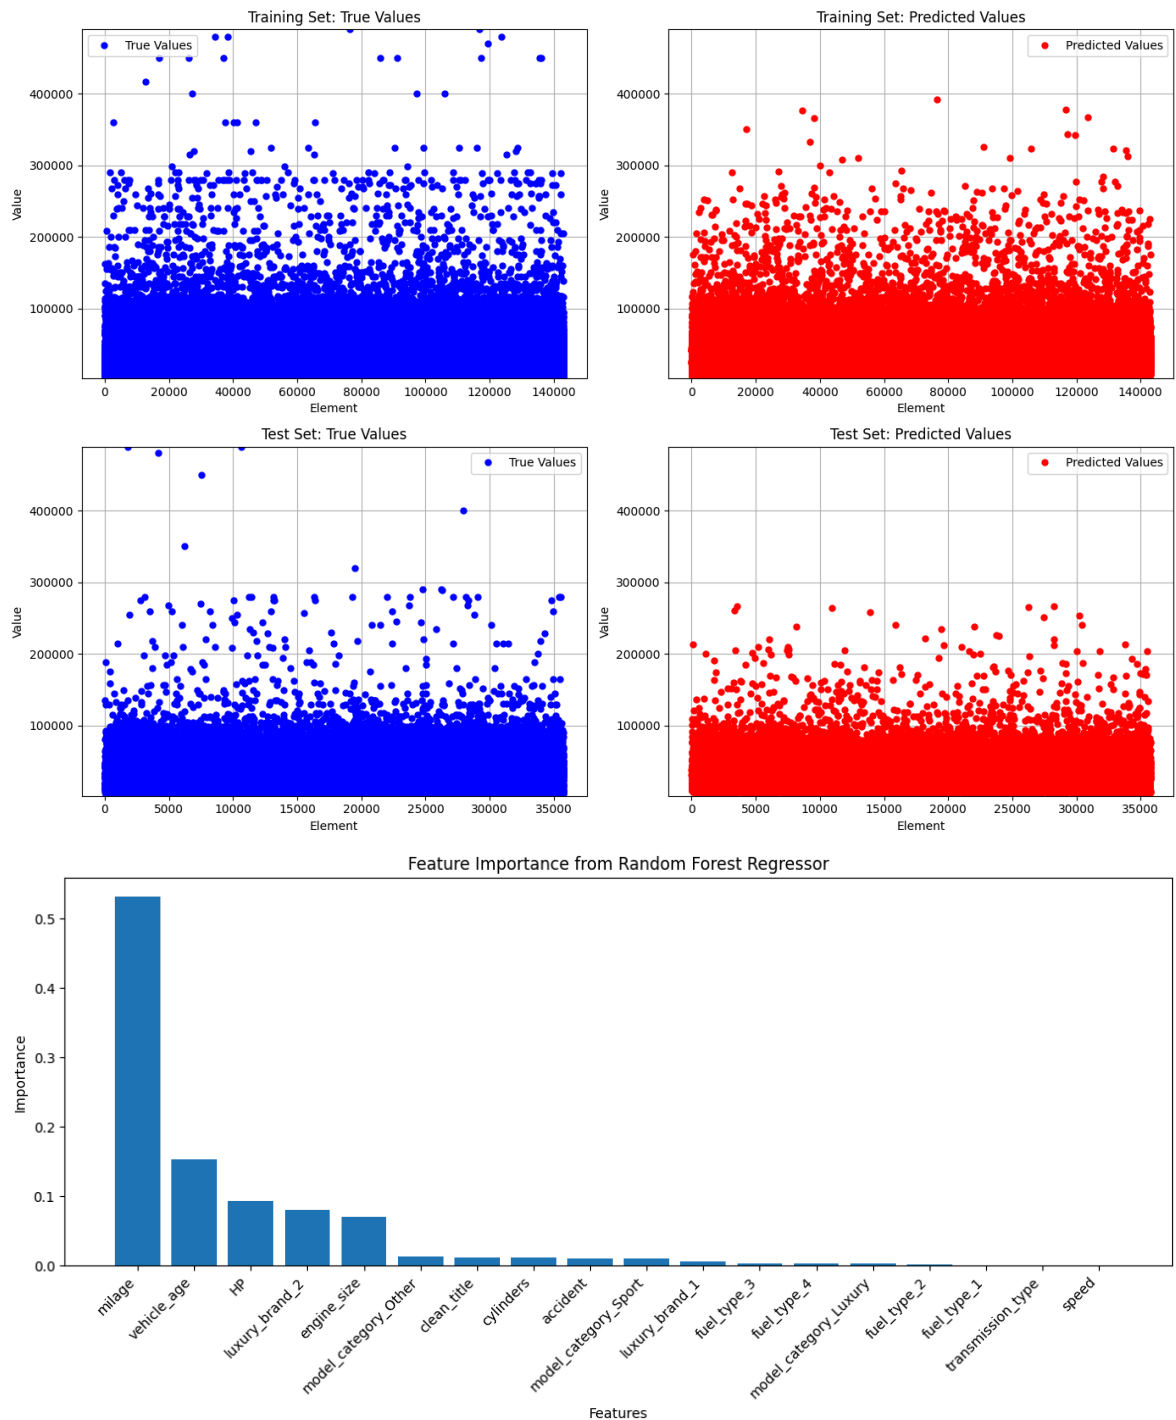 Training Set: True Values
True Values
400000
300000
200000
100000
Value
0 20000 40000 60000 80000 100000 120000 140000
Element
Training Set: Predicted Values
Predicted Values
400000
300000
200000
100000
Value
0 20000 40000 60000 80000 100000 120000 140000
Element
Test Set: True Values
True Values
400000
300000
200000
100000
Value
0 5000 10000 15000 20000 25000 30000 35000
Element
Test Set: Predicted Values
Predicted Values
400000
300000
200000
100000
Value
0 5000 10000 15000 20000 25000 30000 35000
Element
Feature Importance from Random Forest Regressor
0.5
0.4
0.3
0.2
0.1
0.0
Importance
milage
vehicle_age
HP
luxury_brand_2
engine_size
model_category_Other
clean_title
cylinders
accident
model_category_Sport
luxury_brand_1
fuel_type_3
fuel_type_4
model_category_Luxury
fuel_type_2
fuel_type_1
transmission_type
speed
Features